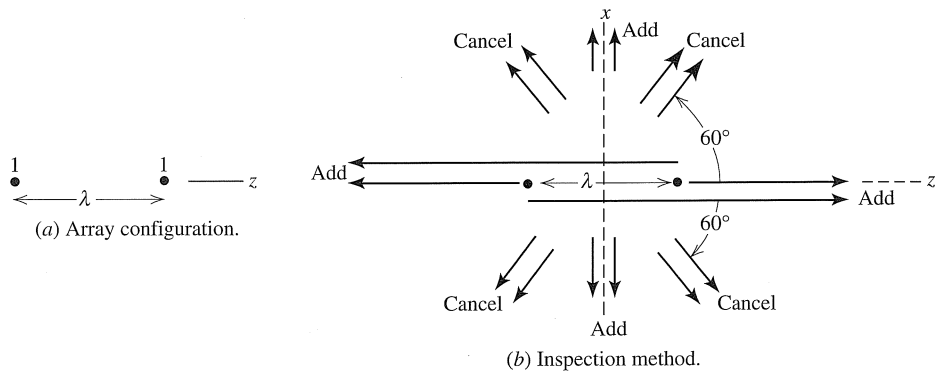 1 1
λ
z
(a) Array configuration.
x
Cancel Add Cancel
60°
Add λ z
Add
60°
Cancel Cancel
Add
(b) Inspection method.